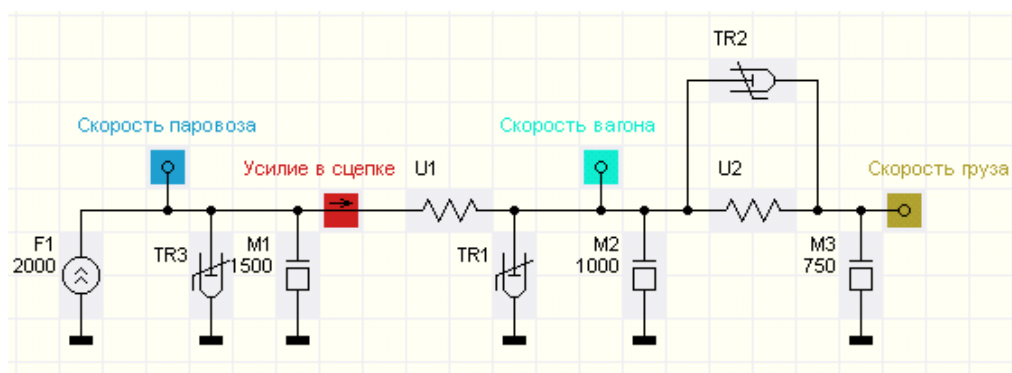 TR2
Скорость паровоза
Скорость вагона
Усилие в сцепке
U1
U2
Скорость груза
F1
2000
TR3
M1
1500
TR1
M2
1000
M3
750